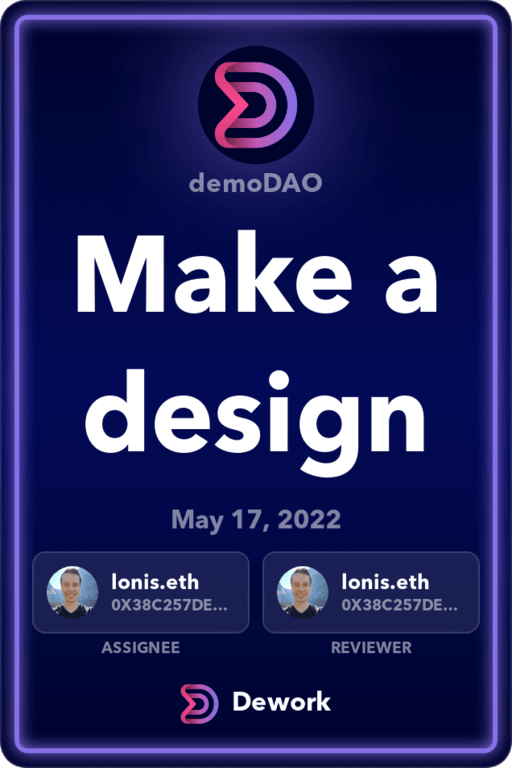 demoDAO
Make a
design
May 17, 2022
lonis.eth
0X38C257DE...
lonis.eth
0X38C257DE...
ASSIGNEE
REVIEWER
Dework